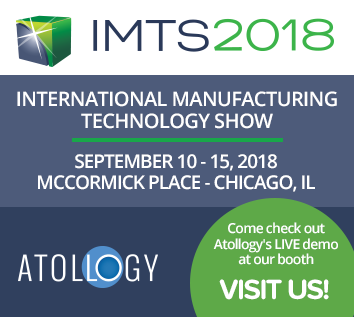 IMTS2018
INTERNATIONAL MANUFACTURING
TECHNOLOGY SHOW
SEPTEMBER 10 - 15, 2018
MCCORMICK PLACE - CHICAGO, IL
Come check out
Atollogy's LIVE demo
at our booth
VISIT US!
ATOLLOGY